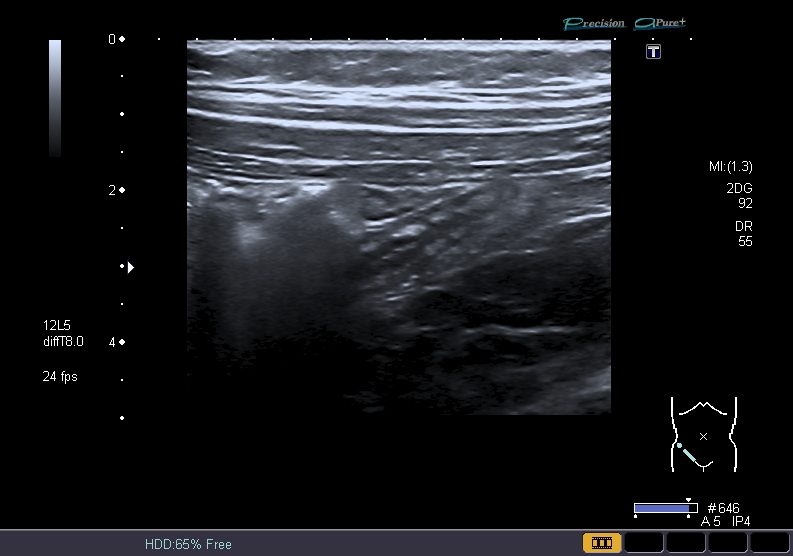 Precision APure+
0
T
MI:(1.3)
2DG
92
DR
55
2
12L5
diffT8.0
24 fps
4
#646
A 5 IP4
HDD:65% Free